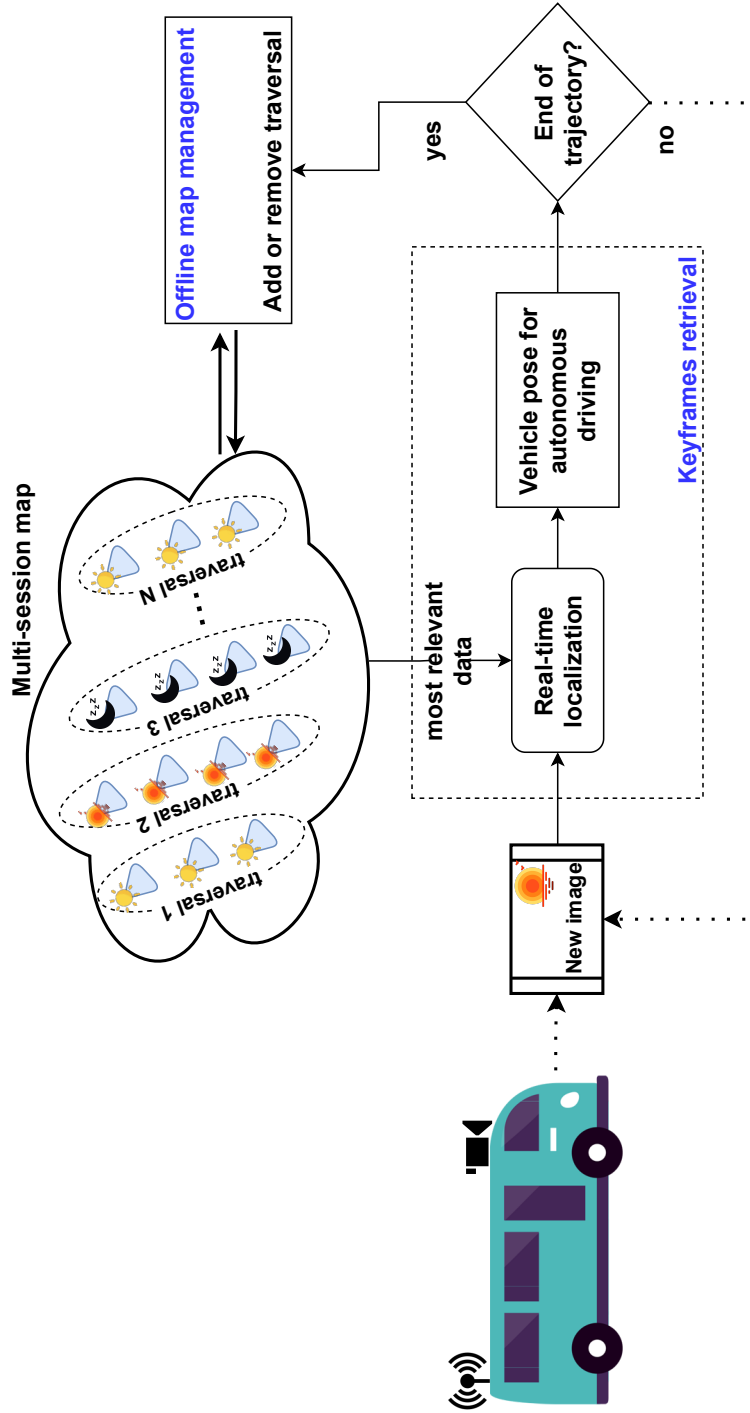 Multi-session map
traversal 1
traversal 2
traversal 3
traversal N
z z z
z z z
z z z
z z z
Offline map management
Add or remove traversal
most relevant
data
New image
Real-time
localization
Vehicle pose for
autonomous
driving
Keyframes retrieval
End of
trajectory?
yes
no